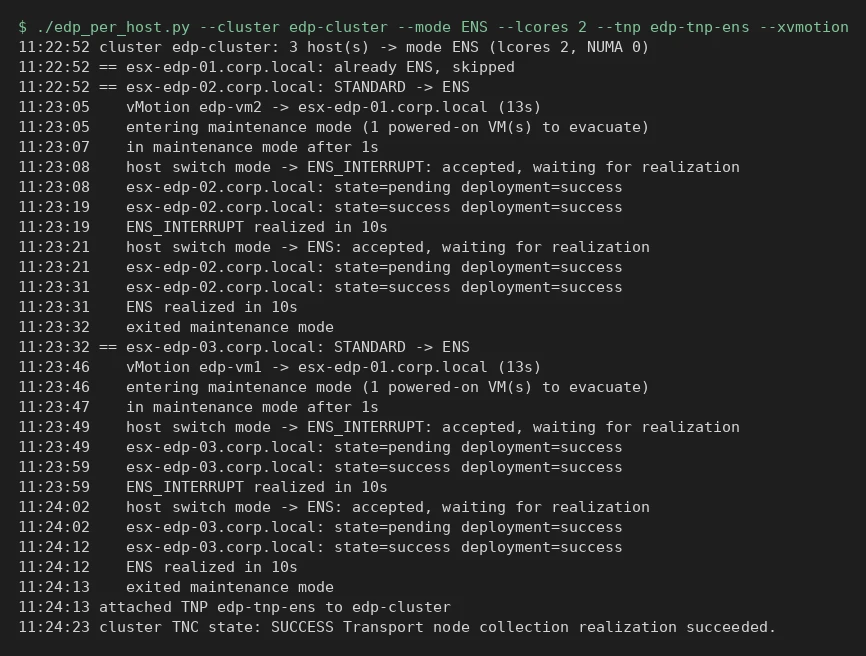 $ ./edp_per_host.py --cluster edp-cluster --mode ENS --lcores 2 --tnp edp-tnp-ens --xvmotion
11:22:52 cluster edp-cluster: 3 host(s) -> mode ENS (lcores 2, NUMA 0)
11:22:52 == esx-edp-01.corp.local: already ENS, skipped
11:22:52 == esx-edp-02.corp.local: STANDARD -> ENS
11:23:05    vMotion edp-vm2 -> esx-edp-01.corp.local (13s)
11:23:05    entering maintenance mode (1 powered-on VM(s) to evacuate)
11:23:07    in maintenance mode after 1s
11:23:08    host switch mode -> ENS_INTERRUPT: accepted, waiting for realization
11:23:08    esx-edp-02.corp.local: state=pending deployment=success
11:23:19    esx-edp-02.corp.local: state=success deployment=success
11:23:19    ENS_INTERRUPT realized in 10s
11:23:21    host switch mode -> ENS: accepted, waiting for realization
11:23:21    esx-edp-02.corp.local: state=pending deployment=success
11:23:31    esx-edp-02.corp.local: state=success deployment=success
11:23:31    ENS realized in 10s
11:23:32    exited maintenance mode
11:23:32 == esx-edp-03.corp.local: STANDARD -> ENS
11:23:46    vMotion edp-vm1 -> esx-edp-01.corp.local (13s)
11:23:46    entering maintenance mode (1 powered-on VM(s) to evacuate)
11:23:47    in maintenance mode after 1s
11:23:49    host switch mode -> ENS_INTERRUPT: accepted, waiting for realization
11:23:49    esx-edp-03.corp.local: state=pending deployment=success
11:23:59    esx-edp-03.corp.local: state=success deployment=success
11:23:59    ENS_INTERRUPT realized in 10s
11:24:02    host switch mode -> ENS: accepted, waiting for realization
11:24:02    esx-edp-03.corp.local: state=pending deployment=success
11:24:12    esx-edp-03.corp.local: state=success deployment=success
11:24:12    ENS realized in 10s
11:24:13    exited maintenance mode
11:24:13 attached TNP edp-tnp-ens to edp-cluster
11:24:23 cluster TNC state: SUCCESS Transport node collection realization succeeded.